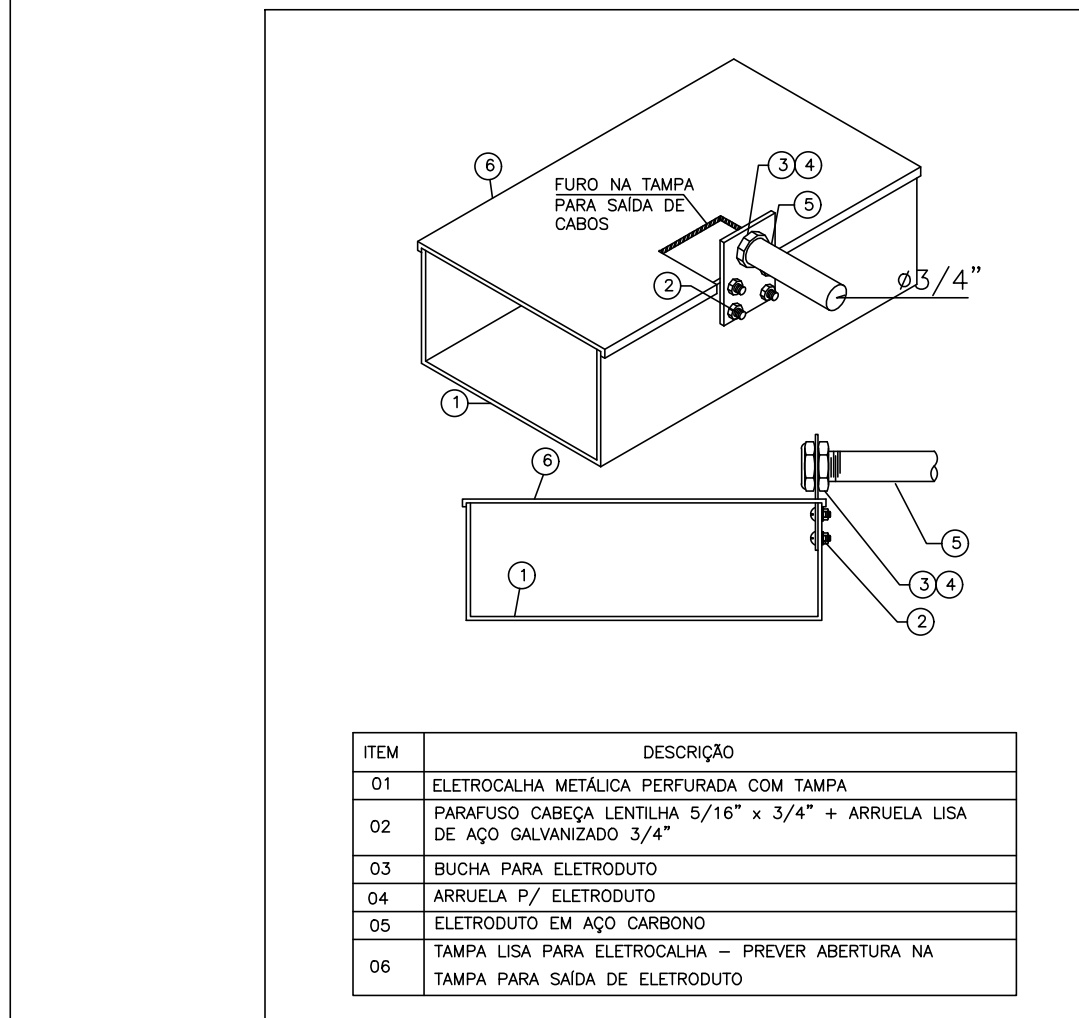 6
3 4
FURO NA TAMPA
PARA SAÍDA DE
CABOS
5
2
Ø3/4”
1
6
5
1
3 4
2
ITEM DESCRIÇÃO
01 ELETROCALHA METÁLICA PERFURADA COM TAMPA
02 PARAFUSO CABEÇA LENTILHA 5/16” x 3/4” + ARRUELA LISA
DE AÇO GALVANIZADO 3/4”
03 BUCHA PARA ELETRODUTO
04 ARRUELA P/ ELETRODUTO
05 ELETRODUTO EM AÇO CARBONO
06 TAMPA LISA PARA ELETROCALHA – PREVER ABERTURA NA
TAMPA PARA SAÍDA DE ELETRODUTO